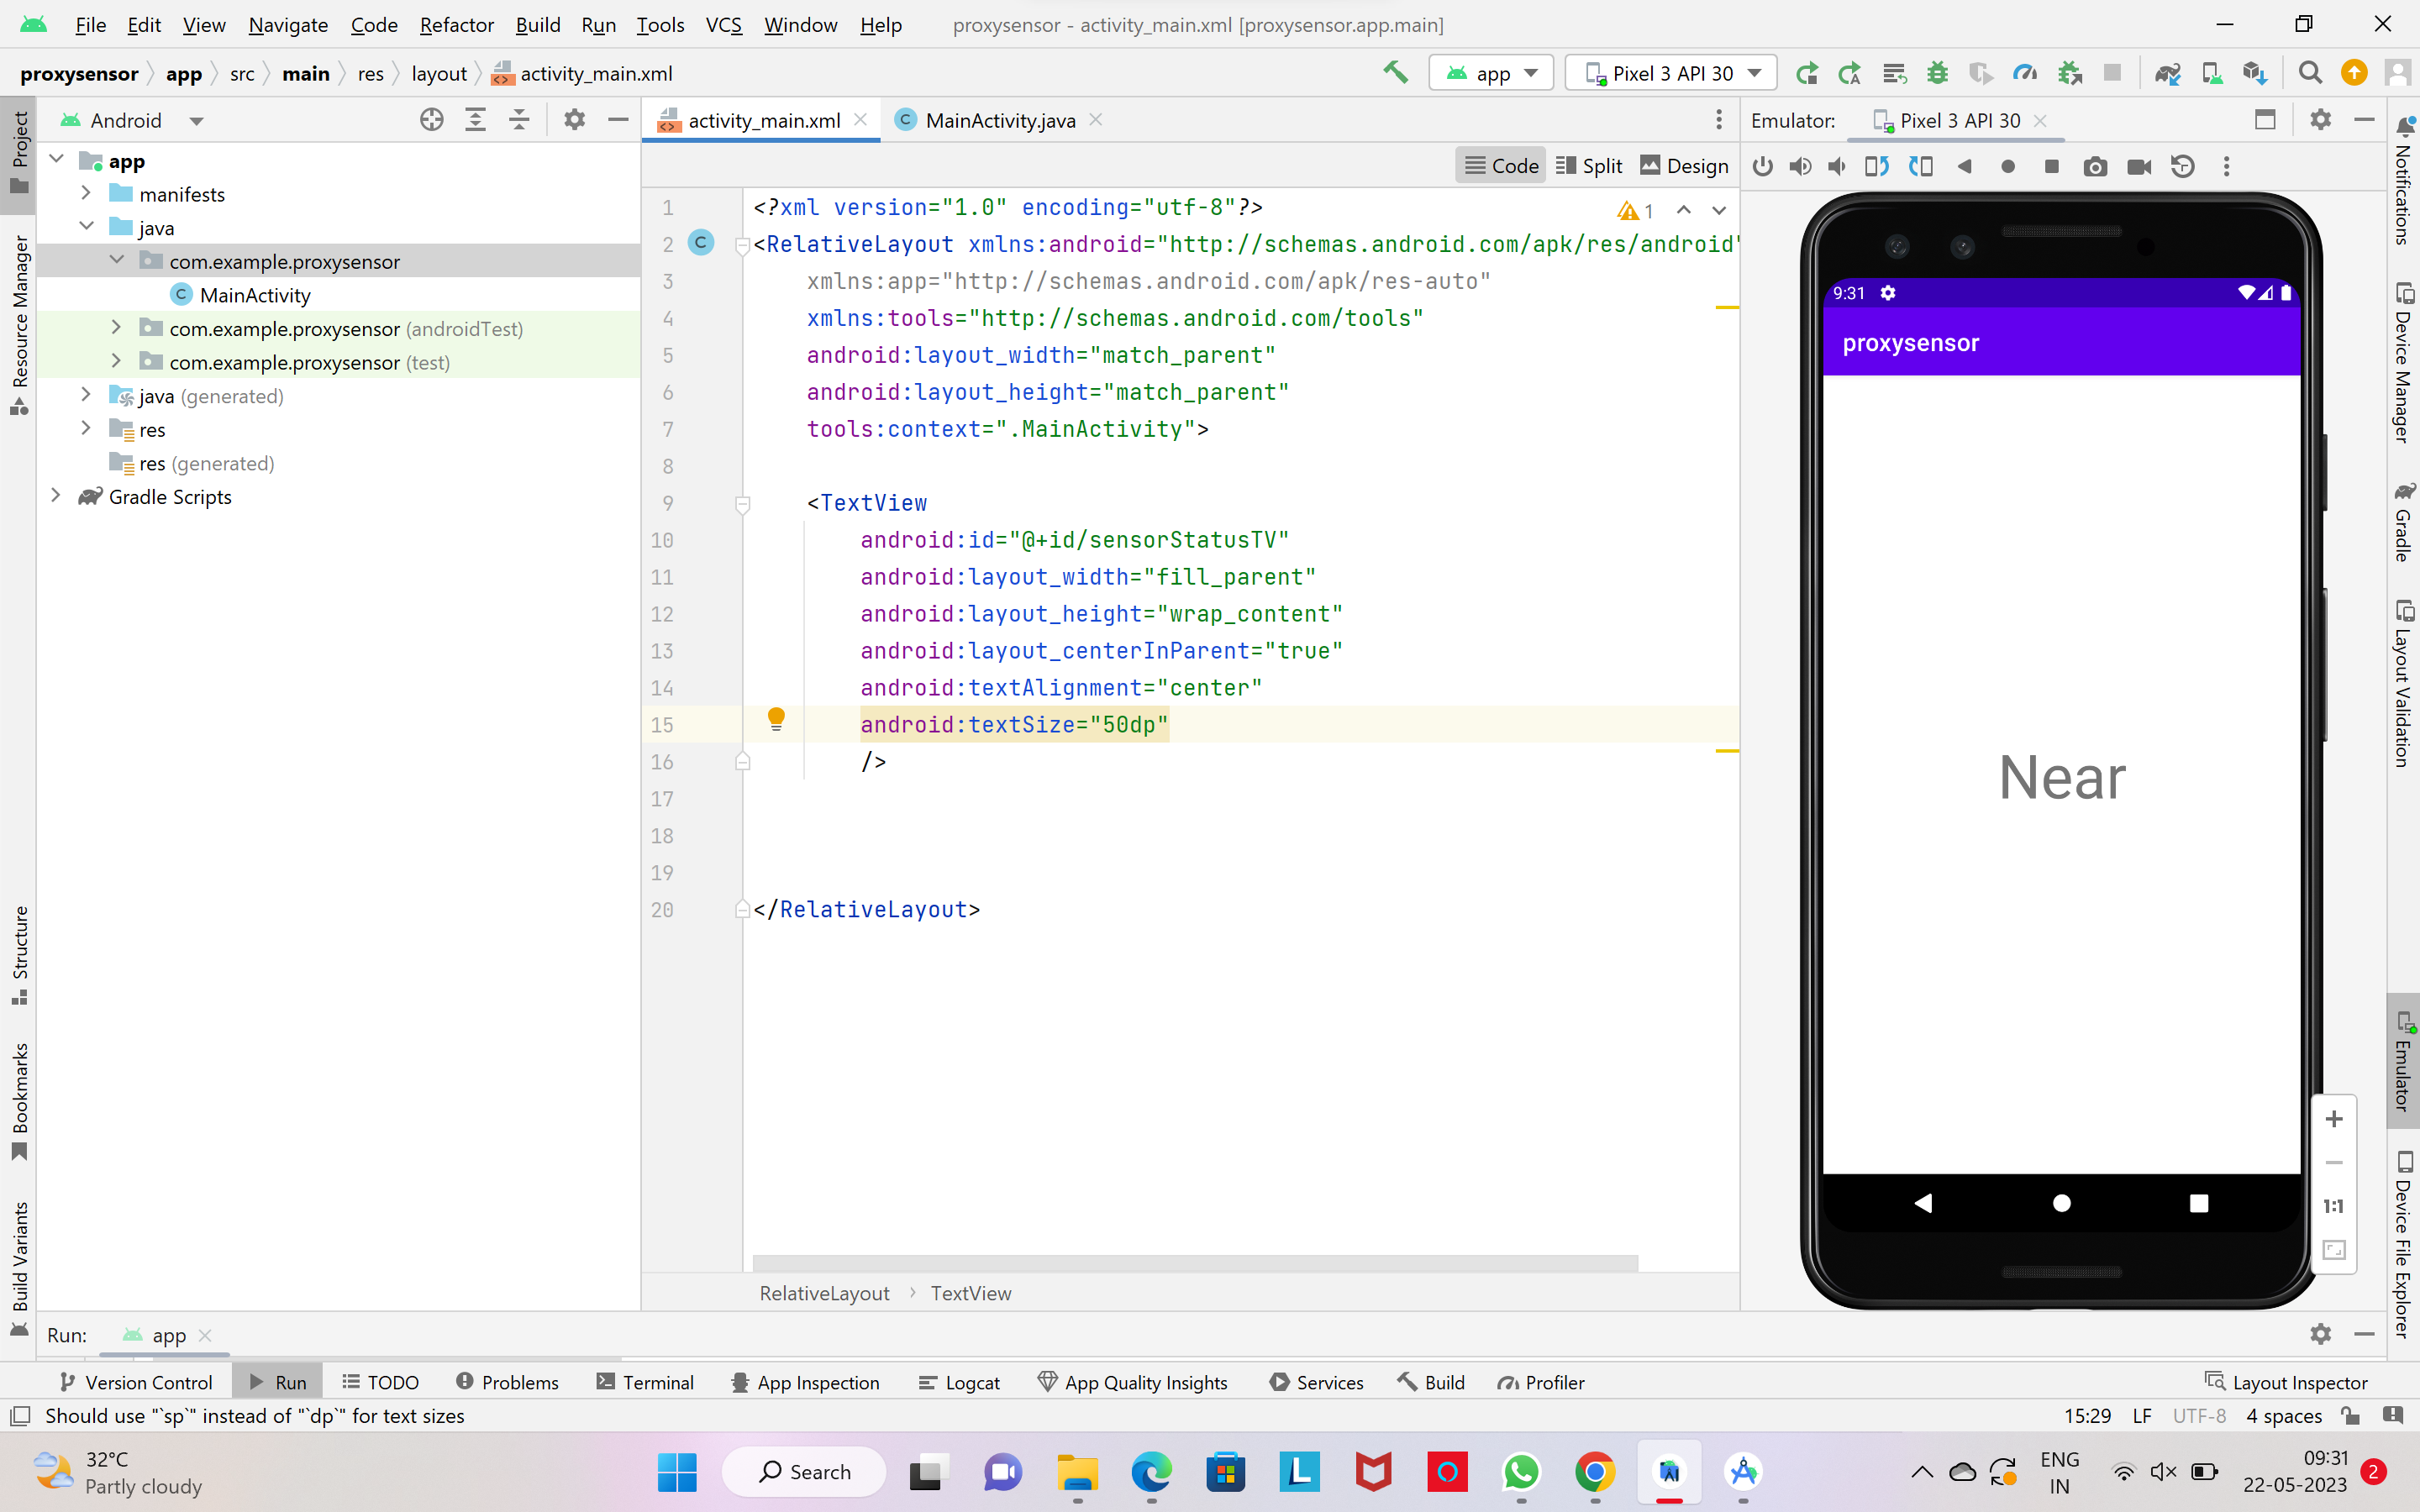 File Edit View Navigate Code Refactor Build Run Tools VCS Window Help proxysensor - activity_main.xml [proxysensor.app.main]
proxysensor app src main res layout activity_main.xml app Pixel 3 API 30
Project
Android
activity_main.xml MainActivity.java
Emulator: Pixel 3 API 30
Code Split Design
app
manifests
java
com.example.proxysensor
MainActivity
com.example.proxysensor (androidTest)
com.example.proxysensor (test)
java (generated)
res
res (generated)
Gradle Scripts
Resource Manager
Structure
Bookmarks
Build Variants
1 <?xml version="1.0" encoding="utf-8"?>
2 <RelativeLayout xmlns:android="http://schemas.android.com/apk/res/android"
3 xmlns:app="http://schemas.android.com/apk/res-auto"
4 xmlns:tools="http://schemas.android.com/tools"
5 android:layout_width="match_parent"
6 android:layout_height="match_parent"
7 tools:context=".MainActivity">
8
9 <TextView
10 android:id="@+id/sensorStatusTV"
11 android:layout_width="fill_parent"
12 android:layout_height="wrap_content"
13 android:layout_centerInParent="true"
14 android:textAlignment="center"
15 android:textSize="50dp"
16 />
17
18
19
20 </RelativeLayout>
1
RelativeLayout TextView
9:31
proxysensor
Near
1:1
Notifications
Device Manager
Gradle
Layout Validation
Emulator
Device File Explorer
Run: app
Version Control Run TODO Problems Terminal App Inspection Logcat App Quality Insights Services Build Profiler Layout Inspector
Should use "`sp`" instead of "`dp`" for text sizes 15:29 LF UTF-8 4 spaces
32°C
Partly cloudy
Search
ENG
IN
09:31
22-05-2023
2